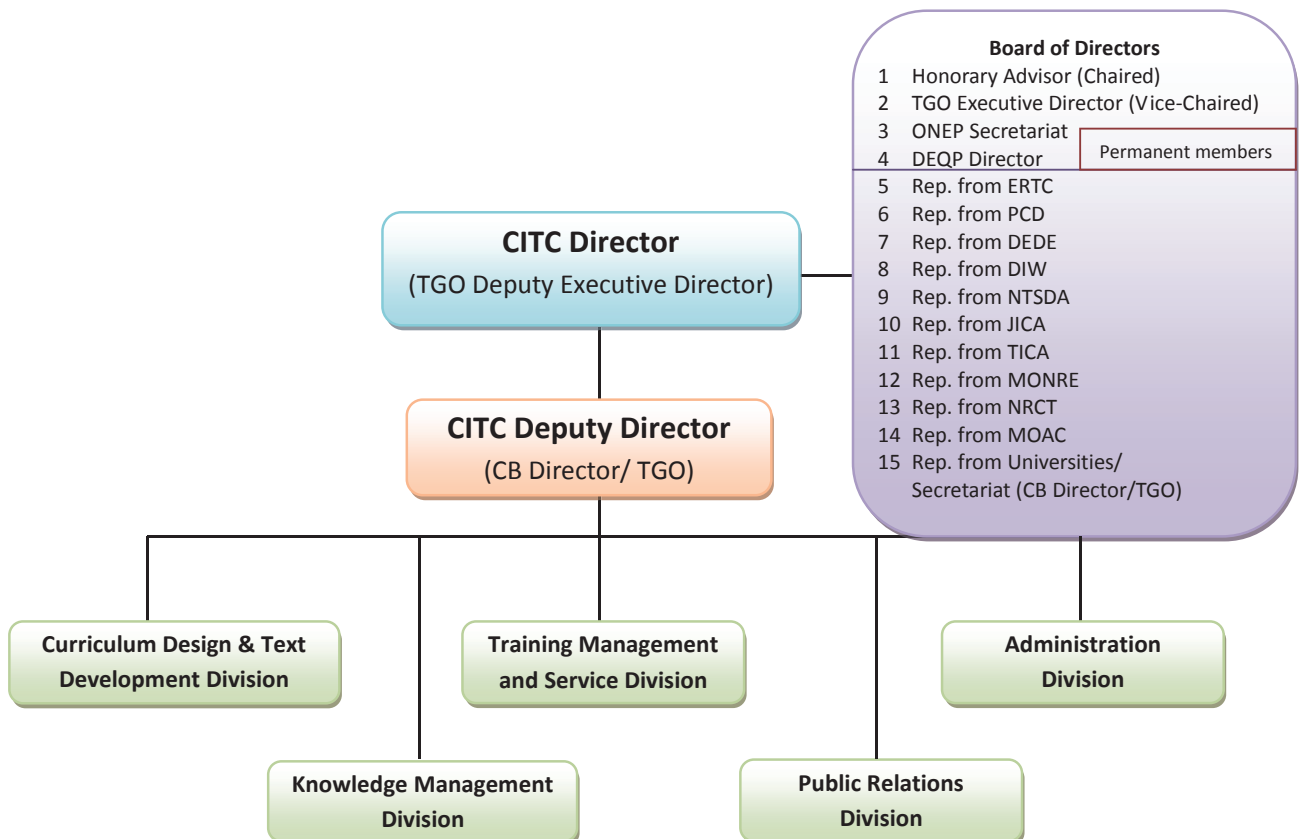 Board of Directors
1 Honorary Advisor (Chaired)
2 TGO Executive Director (Vice-Chaired)
3 ONEP Secretariat
4 DEQP Director
Permanent members
5 Rep. from ERTC
6 Rep. from PCD
7 Rep. from DEDE
8 Rep. from DIW
9 Rep. from NTSDA
10 Rep. from JICA
11 Rep. from TICA
12 Rep. from MONRE
13 Rep. from NRCT
14 Rep. from MOAC
15 Rep. from Universities/
Secretariat (CB Director/TGO)
CITC Director
(TGO Deputy Executive Director)
CITC Deputy Director
(CB Director/ TGO)
Curriculum Design & Text
Development Division
Training Management
and Service Division
Administration
Division
Knowledge Management
Division
Public Relations
Division